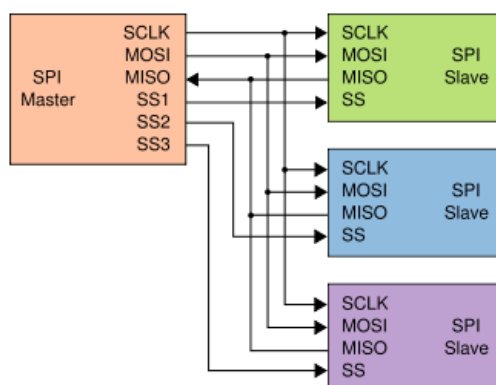 SCLK
MOSI
SPI MISO
Master SS1
SS2
SS3
SCLK
MOSI SPI
MISO Slave
SS
SCLK
MOSI SPI
MISO Slave
SS
SCLK
MOSI SPI
MISO Slave
SS